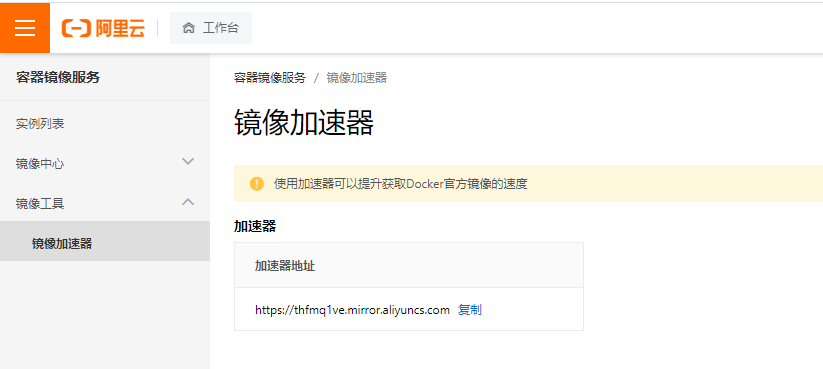 阿里云 工作台
容器镜像服务
实例列表
镜像中心
镜像工具
镜像加速器
容器镜像服务 / 镜像加速器
镜像加速器
使用加速器可以提升获取Docker官方镜像的速度
加速器
加速器地址
https://thfmq1ve.mirror.aliyuncs.com 复制